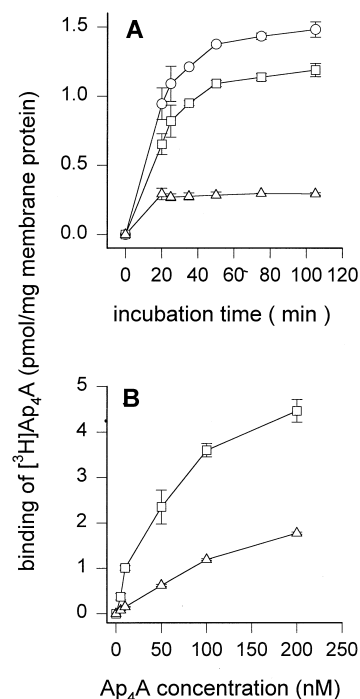 binding of [³H]Ap₄A (pmol/mg membrane protein)
A
1.5
1.0
0.5
0.0
0 20 40 60 80 100 120
incubation time ( min )
B
5
4
3
2
1
0
0 50 100 150 200 250
Ap₄A concentration (nM)